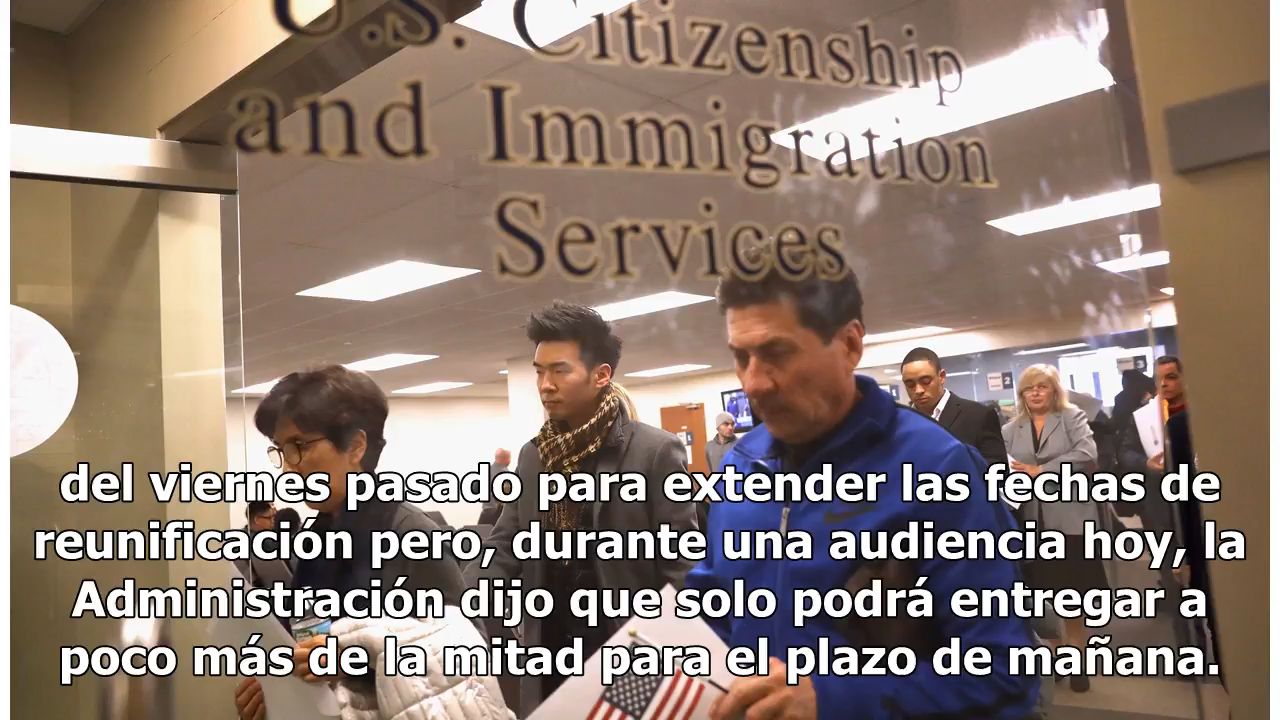 U.S. Citizenship
and Immigration
Services
del viernes pasado para extender las fechas de
reunificación pero, durante una audiencia hoy, la
Administración dijo que solo podrá entregar a
poco más de la mitad para el plazo de mañana.